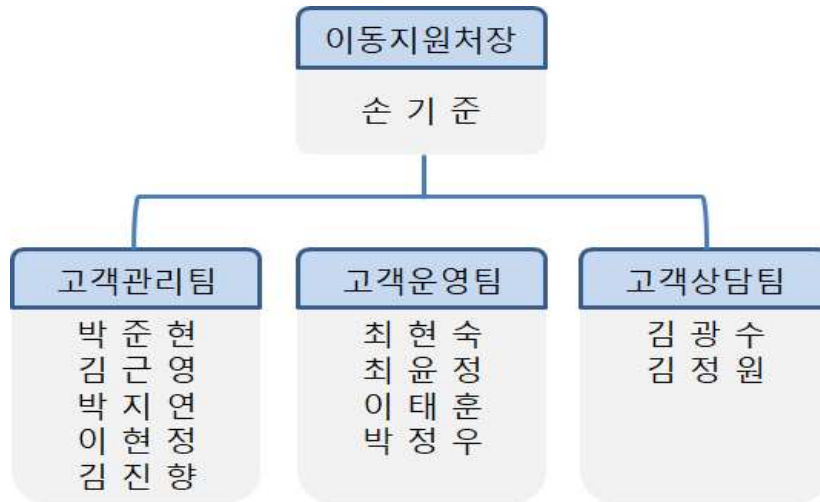 이동지원처장
손 기 준
고객관리팀
박 준 현
김 근 영
박 지 연
이 현 정
김 진 향
고객운영팀
최 현 숙
최 윤 정
이 태 훈
박 정 우
고객상담팀
김 광 수
김 정 원